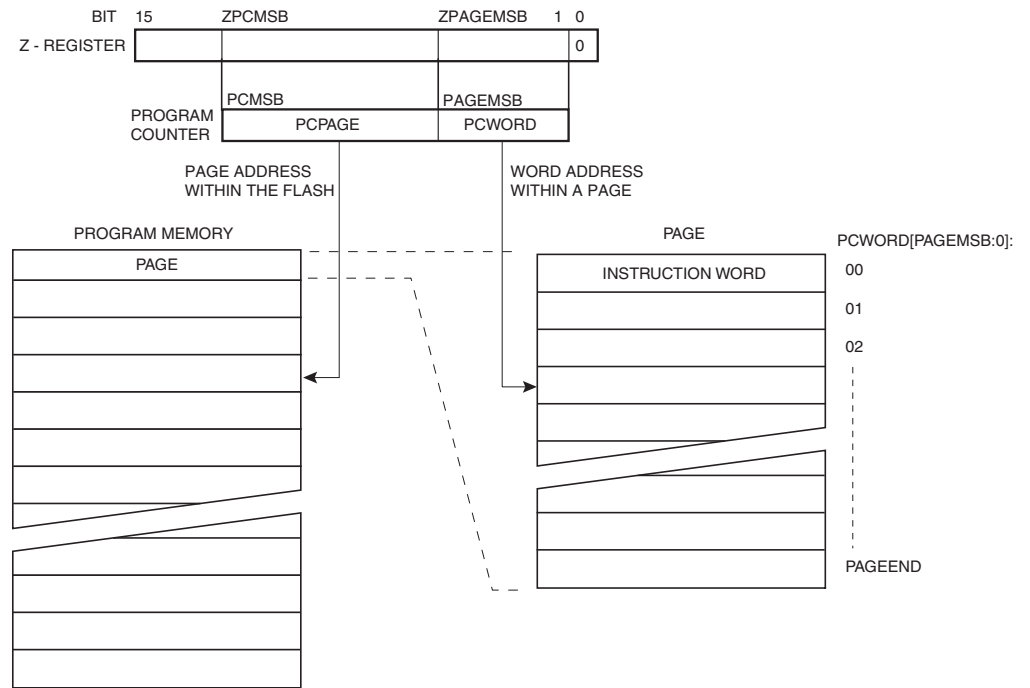 BIT 15 ZPCMSB ZPAGEMSB 1 0
Z - REGISTER 0
PCMSB PAGEMSB
PROGRAM
COUNTER
PCPAGE PCWORD
PAGE ADDRESS
WITHIN THE FLASH
WORD ADDRESS
WITHIN A PAGE
PROGRAM MEMORY
PAGE
PAGE
INSTRUCTION WORD
PCWORD[PAGEMSB:0]:
00
01
02
PAGEEND